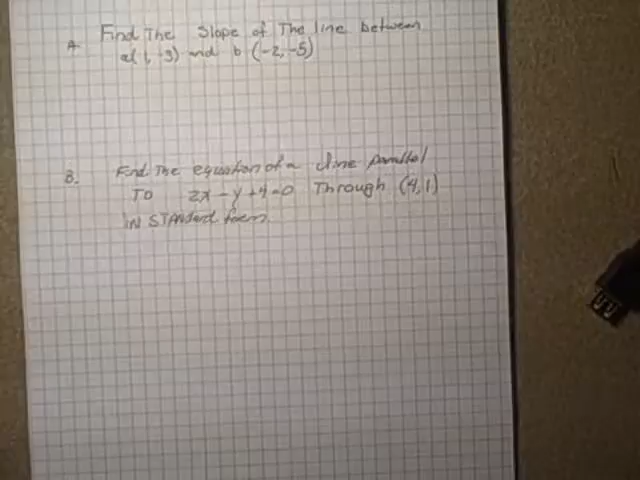 A. Find The Slope of The line between
a(1, -3) and b (-2, -5)
B. Find The equation of a line parallel
TO 2x - y + 4 = 0 Through (4, 1)
IN STANdard form.